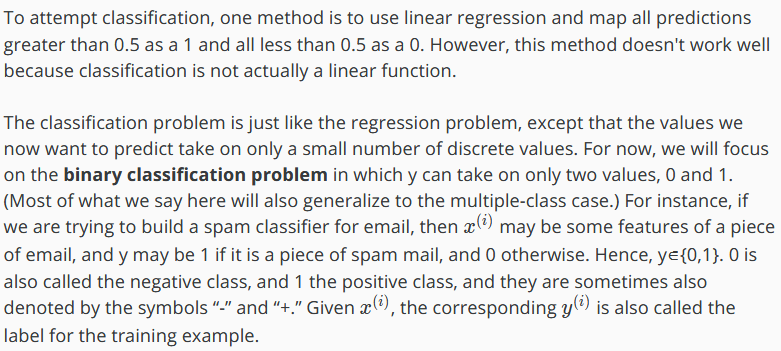 To attempt classification, one method is to use linear regression and map all predictions
greater than 0.5 as a 1 and all less than 0.5 as a 0. However, this method doesn't work well
because classification is not actually a linear function.
The classification problem is just like the regression problem, except that the values we
now want to predict take on only a small number of discrete values. For now, we will focus
on the binary classification problem in which y can take on only two values, 0 and 1.
(Most of what we say here will also generalize to the multiple-class case.) For instance, if
we are trying to build a spam classifier for email, then x^{(i)} may be some features of a piece
of email, and y may be 1 if it is a piece of spam mail, and 0 otherwise. Hence, y∈{0,1}. 0 is
also called the negative class, and 1 the positive class, and they are sometimes also
denoted by the symbols “-” and “+.” Given x^{(i)}, the corresponding y^{(i)} is also called the
label for the training example.